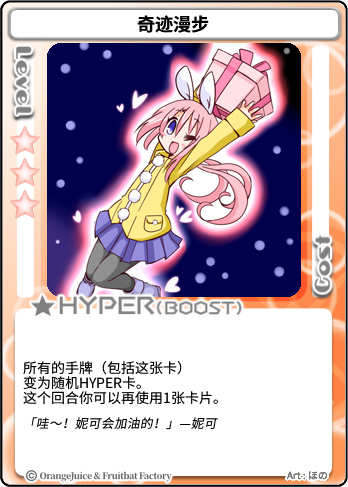 奇迹漫步
Level
Cost
HYPER(BOOST)
所有的手牌（包括这张卡）
变为随机HYPER卡。
这个回合你可以再使用1张卡片。
「哇～！妮可会加油的！」—妮可
© OrangeJuice & Fruitbat Factory
Art : ほの